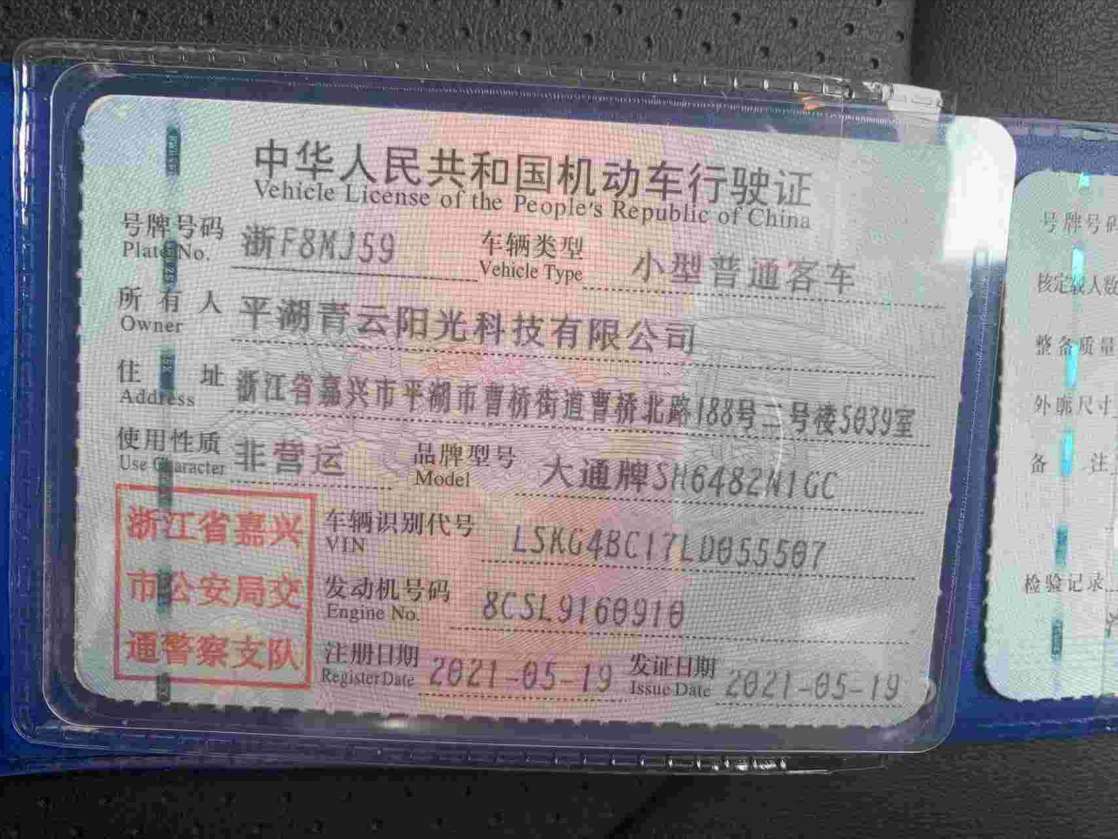 中华人民共和国机动车行驶证
Vehicle License of the People's Republic of China
号牌号码 浙F8MJ59 车辆类型 小型普通客车
Plate No. Vehicle Type
所有人 平湖青云阳光科技有限公司
Owner
住址 浙江省嘉兴市平湖市曹桥街道曹桥北路188号二号楼5039室
Address
使用性质 非营运 品牌型号 大通牌SH6482N1GC
Use Character Model
浙江省嘉兴
市公安局交
通警察支队
车辆识别代号 LSKG4BC17LD055507
VIN
发动机号码 8CSL9160910
Engine No.
注册日期 2021-05-19 发证日期 2021-05-19
Register Date Issue Date
号牌号码
核定载人数
整备质量
外廓尺寸
备注
检验记录